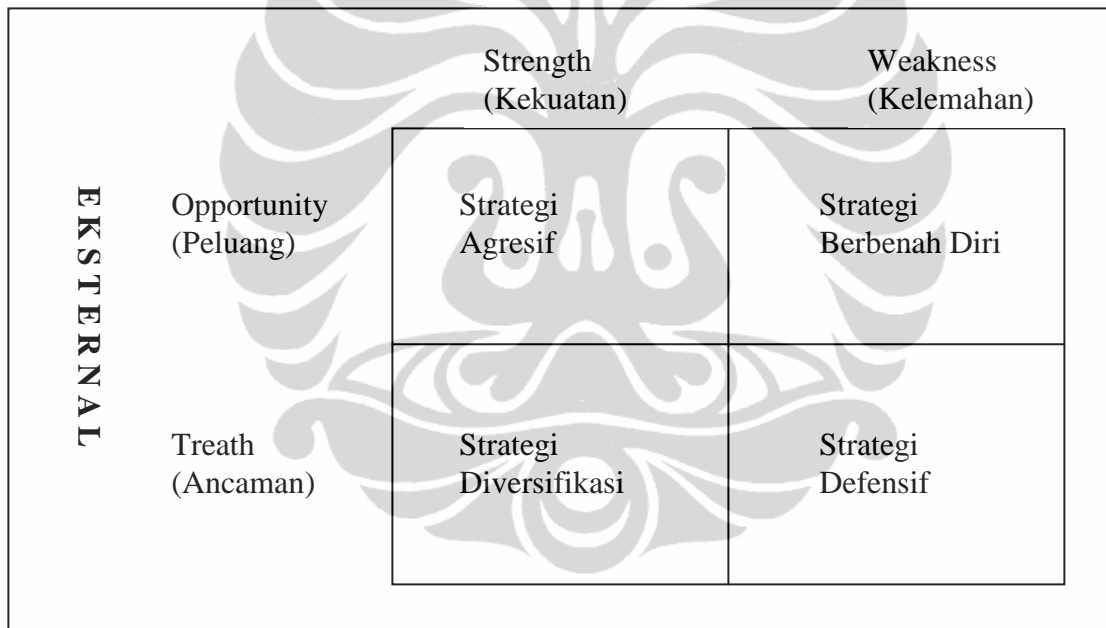 Strength Weakness
(Kekuatan) (Kelemahan)
E K S T E R N A L
Opportunity Strategi Strategi
(Peluang) Agresif Berbenah Diri
Treath Strategi Strategi
(Ancaman) Diversifikasi Defensif